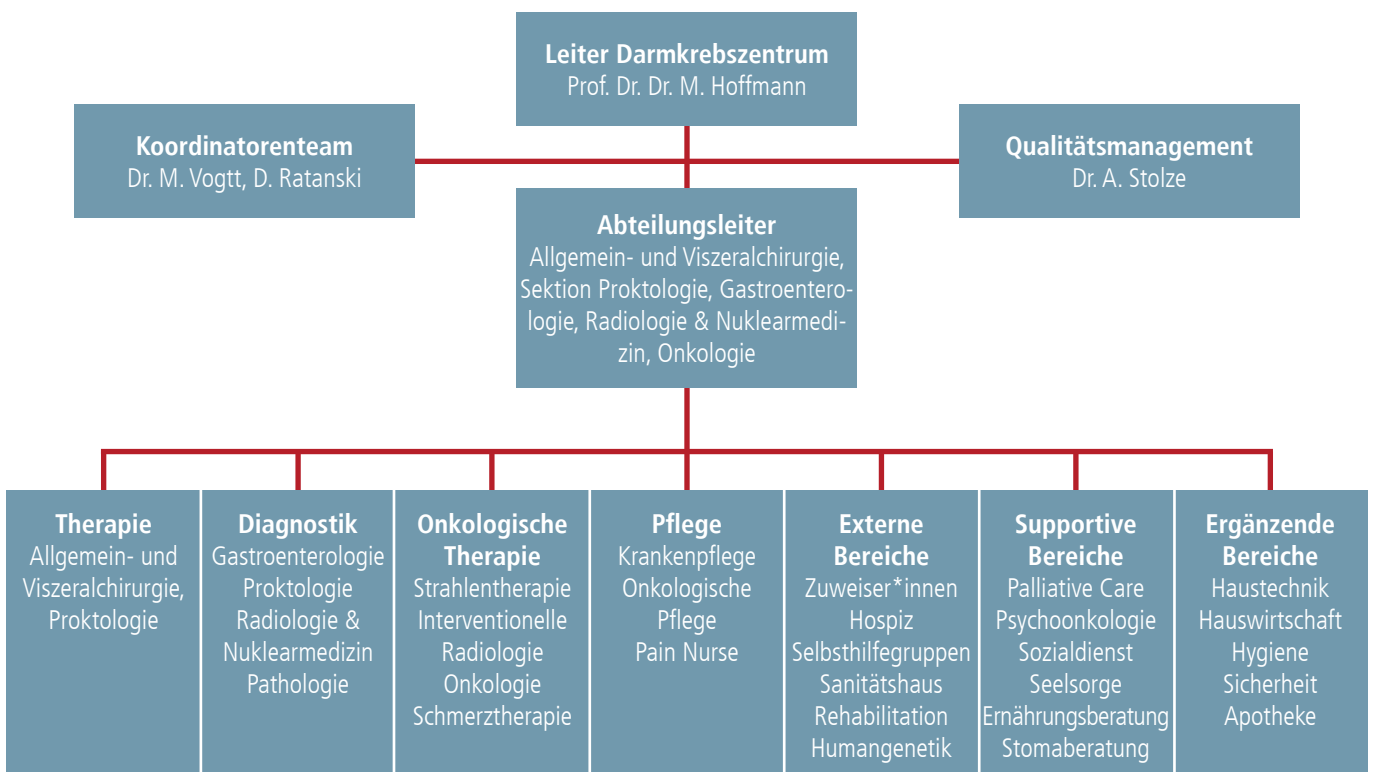 Leiter Darmkrebszentrum
Prof. Dr. Dr. M. Hoffmann
Koordinatorenteam
Dr. M. Vogtt, D. Ratanski
Qualitätsmanagement
Dr. A. Stolze
Abteilungsleiter
Allgemein- und Viszeralchirurgie,
Sektion Proktologie, Gastroentero-
logie, Radiologie & Nuklearmedi-
zin, Onkologie
Therapie
Allgemein- und
Viszeralchirurgie,
Proktologie
Diagnostik
Gastroenterologie
Proktologie
Radiologie &
Nuklearmedizin
Pathologie
Onkologische
Therapie
Strahlentherapie
Interventionelle
Radiologie
Onkologie
Schmerztherapie
Pflege
Krankenpflege
Onkologische
Pflege
Pain Nurse
Externe
Bereiche
Zuweiser*innen
Hospiz
Selbsthilfegruppen
Sanitätshaus
Rehabilitation
Humangenetik
Supportive
Bereiche
Palliative Care
Psychoonkologie
Sozialdienst
Seelsorge
Ernährungsberatung
Stomaberatung
Ergänzende
Bereiche
Haustechnik
Hauswirtschaft
Hygiene
Sicherheit
Apotheke